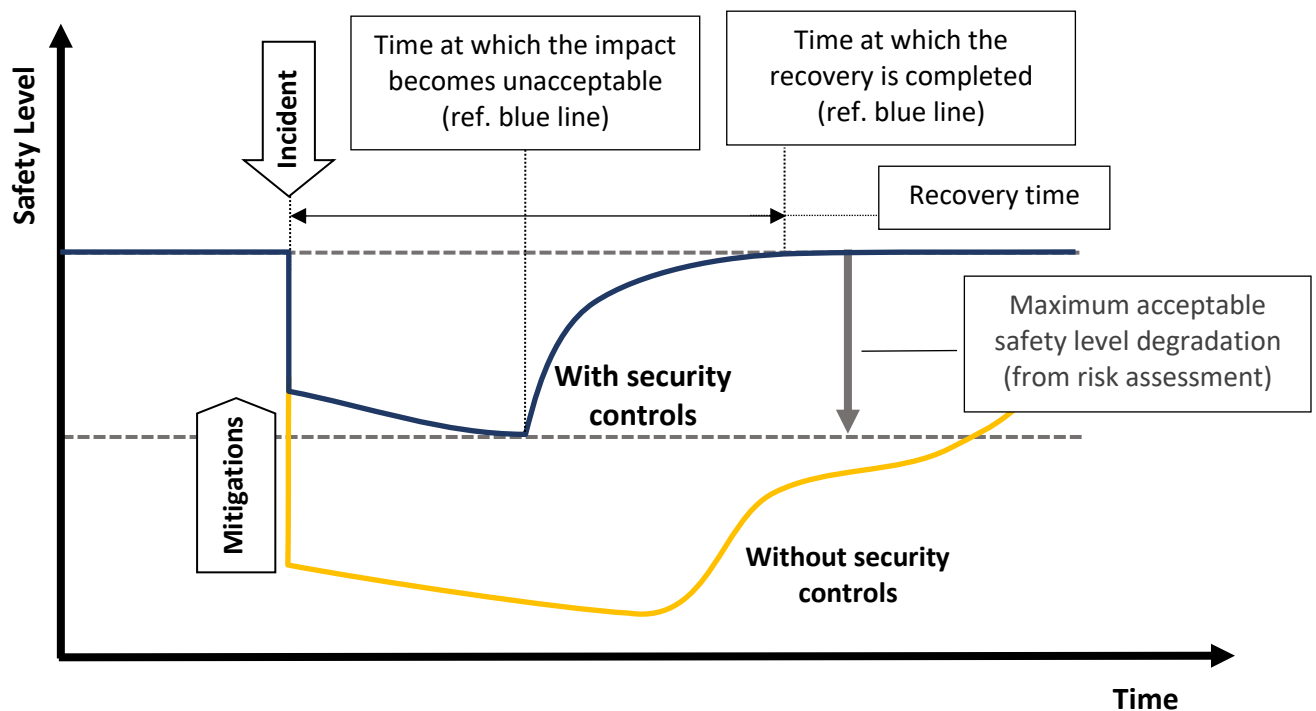 Safety Level
Incident
Time at which the impact
becomes unacceptable
(ref. blue line)
Time at which the
recovery is completed
(ref. blue line)
Recovery time
Maximum acceptable
safety level degradation
(from risk assessment)
With security
controls
Mitigations
Without security
controls
Time